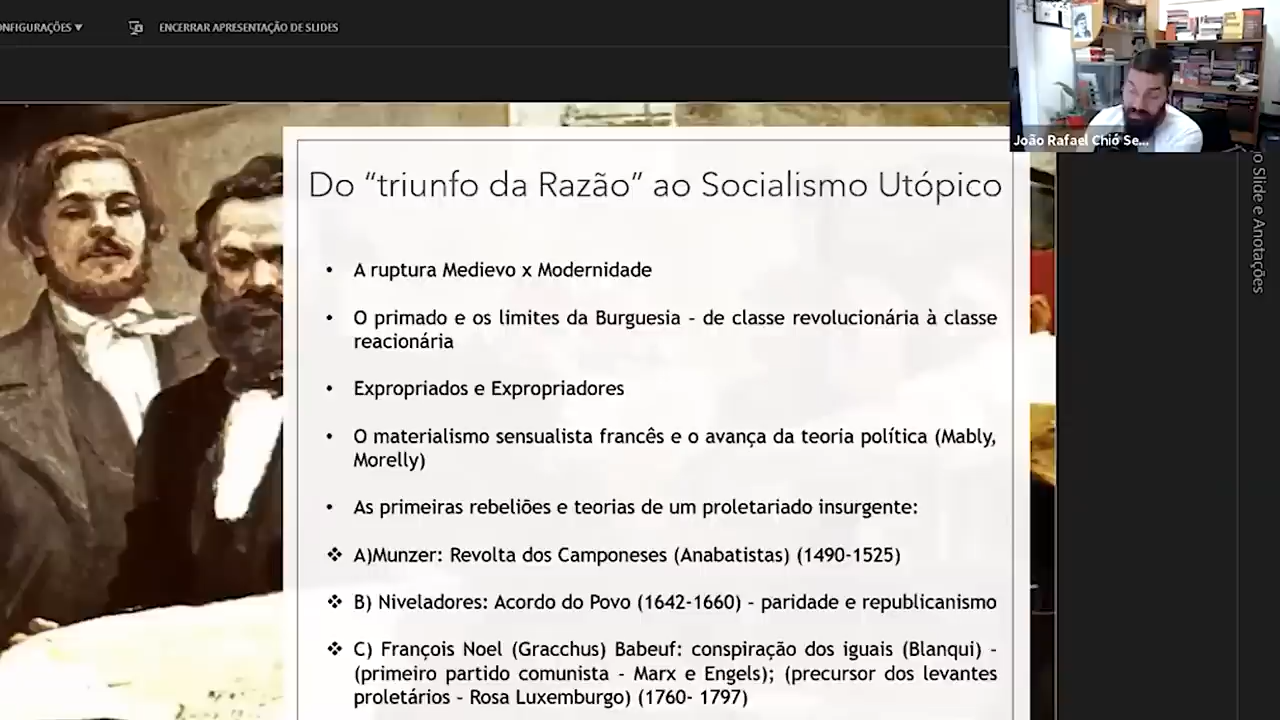 ONFIGURAÇÕES ▼ ENCERRAR APRESENTAÇÃO DE SLIDES
João Rafael Chió Se...
o Slide e Anotações
Do “triunfo da Razão” ao Socialismo Utópico
• A ruptura Medievo x Modernidade
• O primado e os limites da Burguesia – de classe revolucionária à classe
reacionária
• Expropriados e Expropriadores
• O materialismo sensualista francês e o avança da teoria política (Mably,
Morelly)
• As primeiras rebeliões e teorias de um proletariado insurgente:
❖ A)Munzer: Revolta dos Camponeses (Anabatistas) (1490-1525)
❖ B) Niveladores: Acordo do Povo (1642-1660) – paridade e republicanismo
❖ C) François Noel (Gracchus) Babeuf: conspiração dos iguais (Blanqui) –
(primeiro partido comunista – Marx e Engels); (precursor dos levantes
proletários – Rosa Luxemburgo) (1760- 1797)